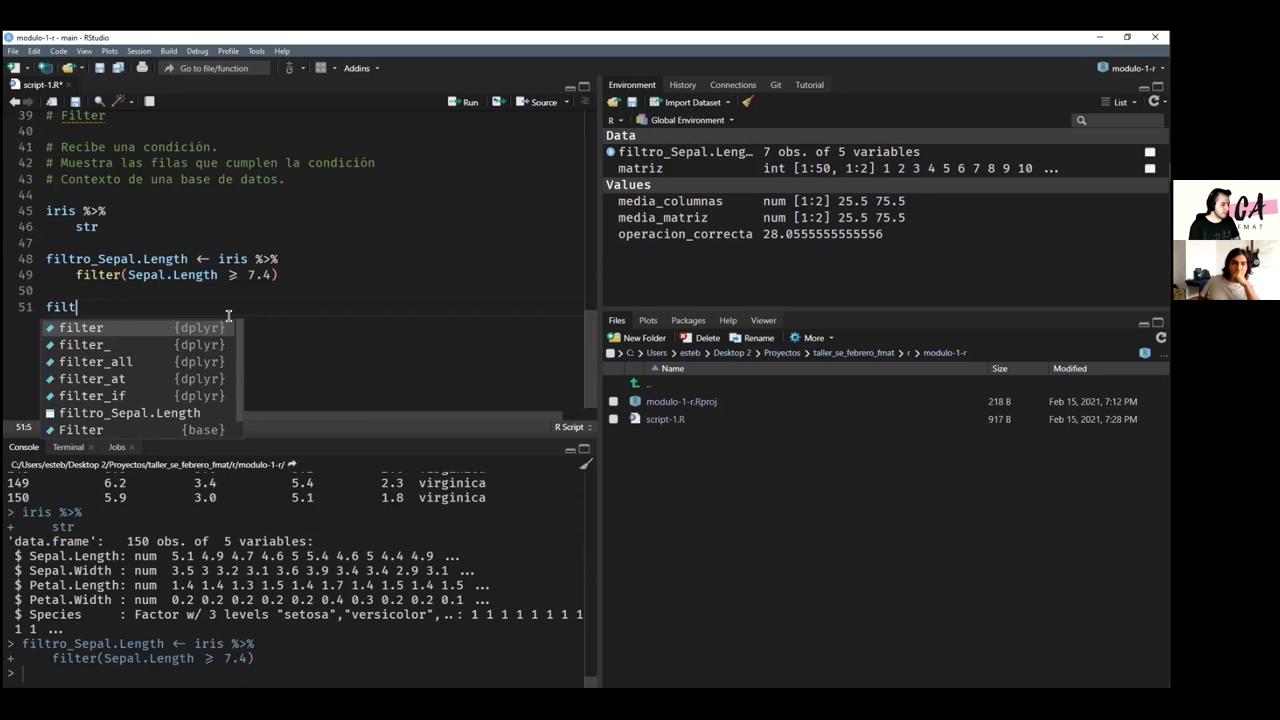 modulo-1-r - main - RStudio
File Edit Code View Plots Session Build Debug Profile Tools Help
Go to file/function Addins modulo-1-r
script-1.R*
Run Source
39 # Filter
40
41 # Recibe una condición.
42 # Muestra las filas que cumplen la condición
43 # Contexto de una base de datos.
44
45 iris %>%
46 str
47
48 filtro_Sepal.Length ← iris %>%
49 filter(Sepal.Length ⩾ 7.4)
50
51 filt
filter {dplyr}
filter_ {dplyr}
filter_all {dplyr}
filter_at {dplyr}
filter_if {dplyr}
filtro_Sepal.Length
Filter {base}
51:5 R Script
Console Terminal Jobs
C:/Users/esteb/Desktop 2/Proyectos/taller_se_febrero_fmat/r/modulo-1-r/
149 6.2 3.4 5.4 2.3 virginica
150 5.9 3.0 5.1 1.8 virginica
> iris %>%
+ str
'data.frame': 150 obs. of 5 variables:
$ Sepal.Length: num 5.1 4.9 4.7 4.6 5 5.4 4.6 5 4.4 4.9 ...
$ Sepal.Width : num 3.5 3 3.2 3.1 3.6 3.9 3.4 3.4 2.9 3.1 ...
$ Petal.Length: num 1.4 1.4 1.3 1.5 1.4 1.7 1.4 1.5 1.4 1.5 ...
$ Petal.Width : num 0.2 0.2 0.2 0.2 0.2 0.4 0.3 0.2 0.2 0.1 ...
$ Species : Factor w/ 3 levels "setosa","versicolor",..: 1 1 1 1 1 1 1 1
1 1 ...
> filtro_Sepal.Length ← iris %>%
+ filter(Sepal.Length ⩾ 7.4)
>
Environment History Connections Git Tutorial
Import Dataset List
R Global Environment
Data
filtro_Sepal.Leng… 7 obs. of 5 variables
matriz int [1:50, 1:2] 1 2 3 4 5 6 7 8 9 10 ...
Values
media_columnas num [1:2] 25.5 75.5
media_matriz num [1:2] 25.5 75.5
operacion_correcta 28.0555555555556
Files Plots Packages Help Viewer
New Folder Delete Rename More
C: Users esteb Desktop 2 Proyectos taller_se_febrero_fmat r modulo-1-r
Name Size Modified
..
modulo-1-r.Rproj 218 B Feb 15, 2021, 7:12 PM
script-1.R 917 B Feb 15, 2021, 7:28 PM
CA
FMAT